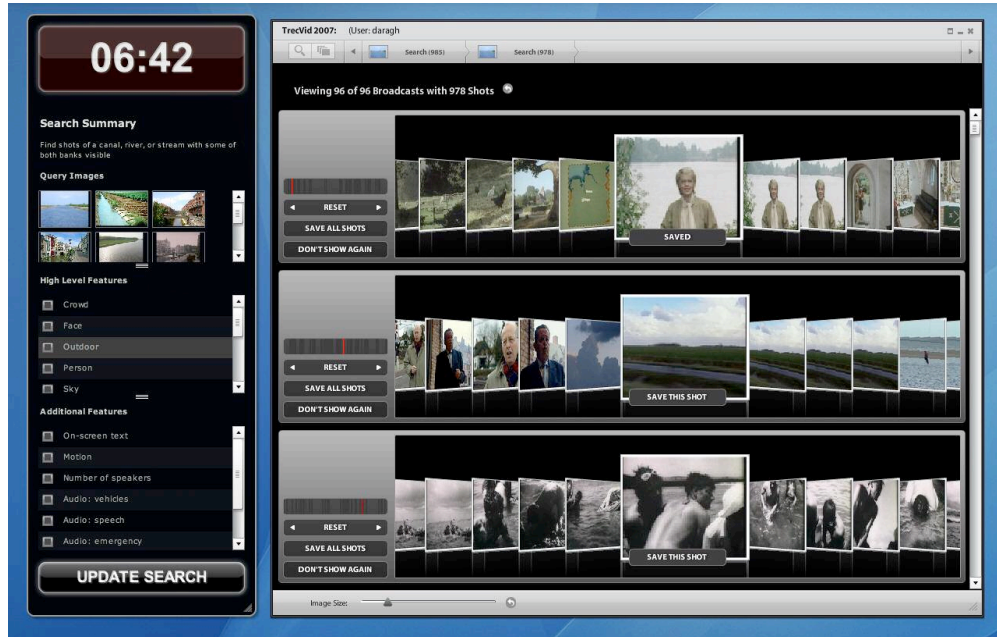 06:42
Search Summary
Find shots of a canal, river, or stream with some of
both banks visible
Query Images
High Level Features
Crowd
Face
Outdoor
Person
Sky
Additional Features
On-screen text
Motion
Number of speakers
Audio: vehicles
Audio: speech
Audio: emergency
UPDATE SEARCH
TrecVid 2007: (User: daragh
Search (985) Search (978)
Viewing 96 of 96 Broadcasts with 978 Shots
RESET
SAVE ALL SHOTS
DON'T SHOW AGAIN
SAVED
RESET
SAVE ALL SHOTS
DON'T SHOW AGAIN
SAVE THIS SHOT
RESET
SAVE ALL SHOTS
DON'T SHOW AGAIN
SAVE THIS SHOT
Image Size: